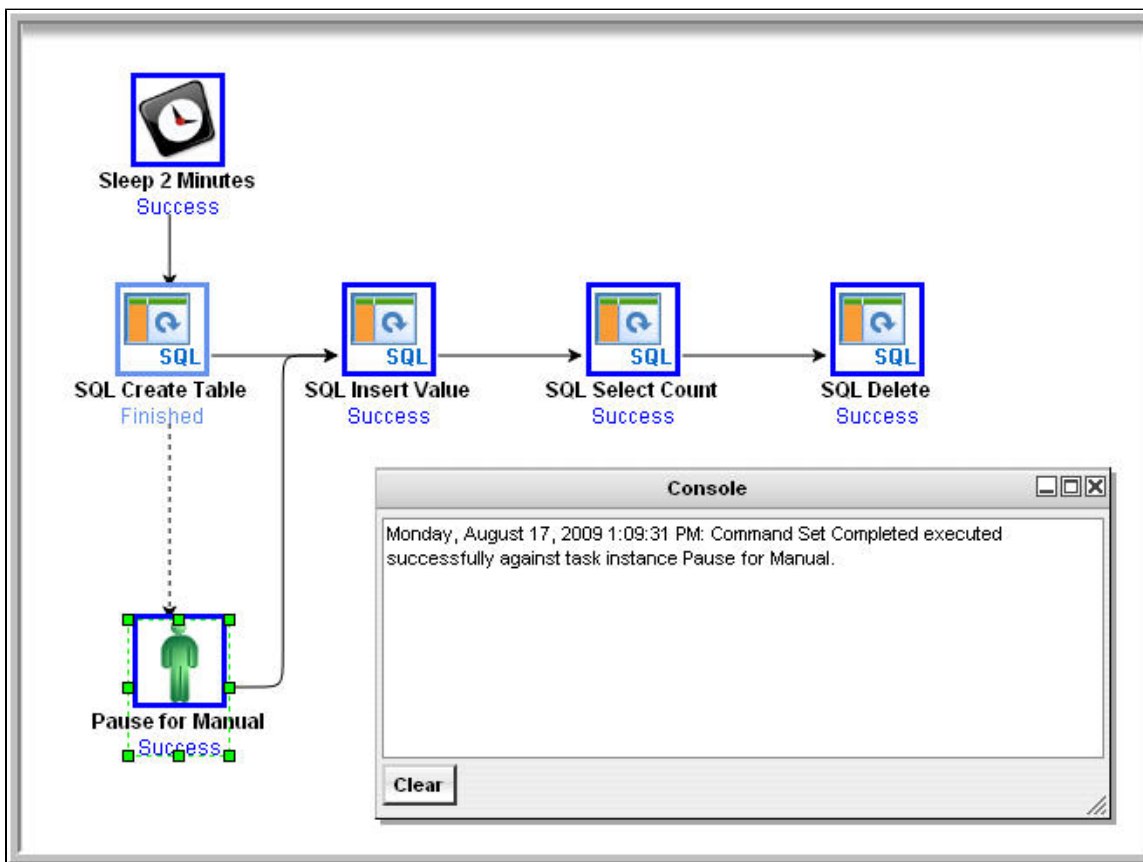 Sleep 2 Minutes
Success
SQL
SQL Create Table
Finished
SQL
SQL Insert Value
Success
SQL
SQL Select Count
Success
SQL
SQL Delete
Success
Pause for Manual
Success
Console
Monday, August 17, 2009 1:09:31 PM: Command Set Completed executed
successfully against task instance Pause for Manual.
Clear